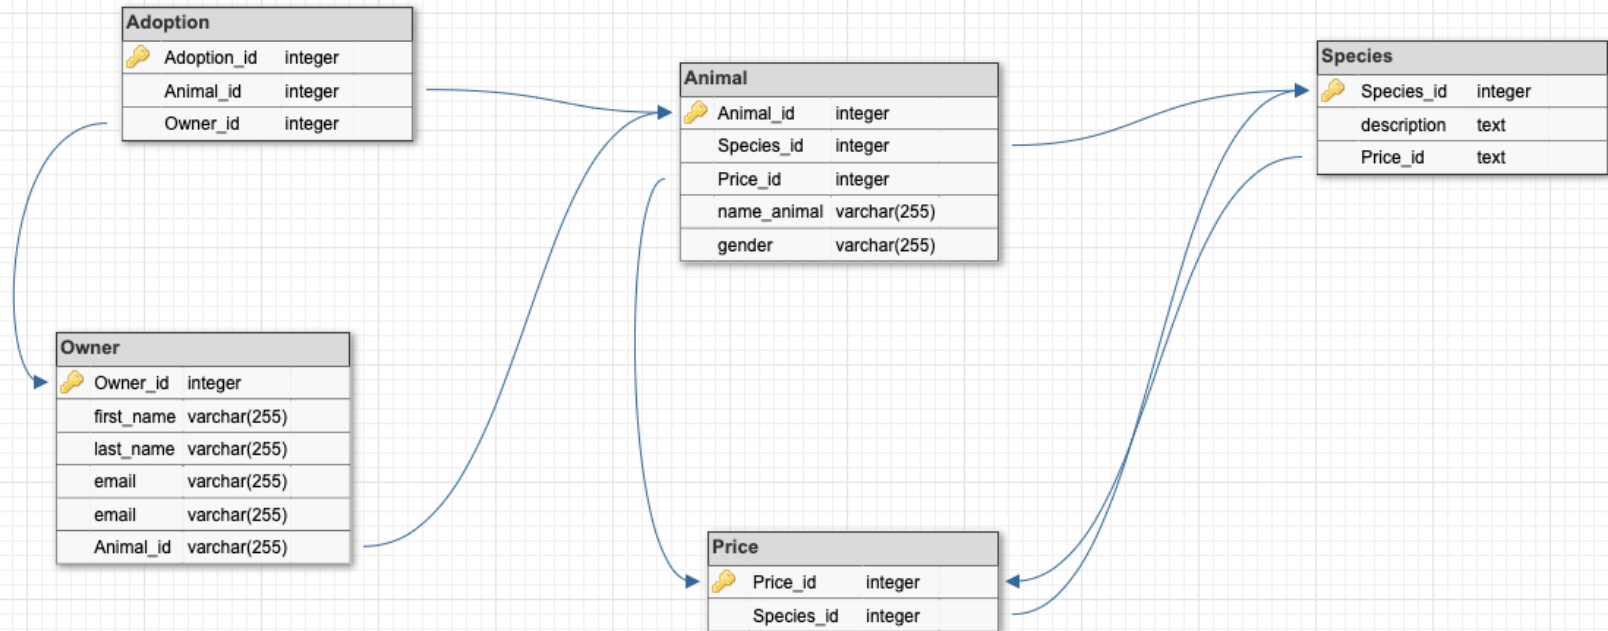 Adoption
Adoption_id integer
Animal_id integer
Owner_id integer
Animal
Animal_id integer
Species_id integer
Price_id integer
name_animal varchar(255)
gender varchar(255)
Species
Species_id integer
description text
Price_id text
Owner
Owner_id integer
first_name varchar(255)
last_name varchar(255)
email varchar(255)
email varchar(255)
Animal_id varchar(255)
Price
Price_id integer
Species_id integer